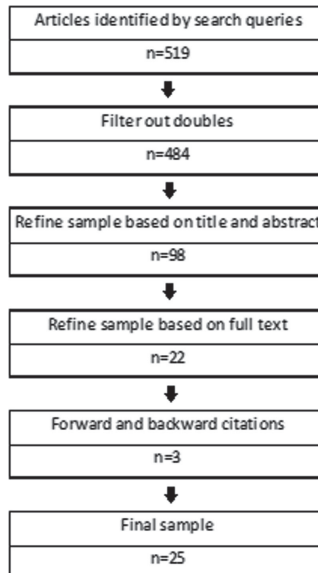 Articles identified by search queries
n=519
Filter out doubles
n=484
Refine sample based on title and abstract
n=98
Refine sample based on full text
n=22
Forward and backward citations
n=3
Final sample
n=25